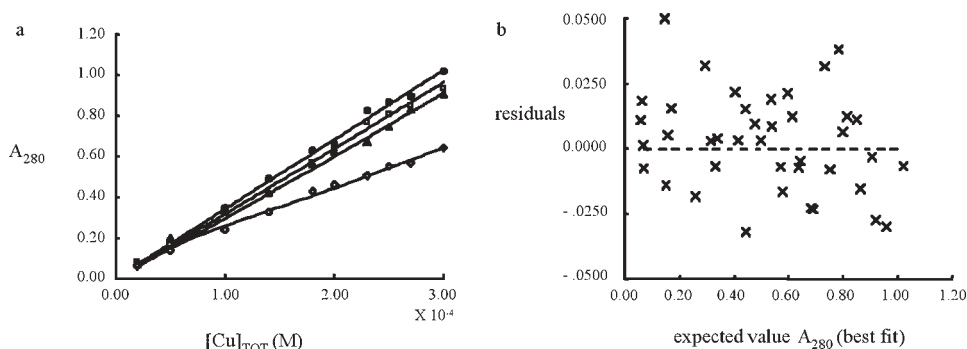 a
1.20
1.00
0.80
A280
0.60
0.40
0.20
0.00
0.00 1.00 2.00 3.00
X 10-4
[Cu]TOT (M)
b
0.0500
0.0250
residuals
0.0000
-.0250
-.0500
0.00 0.20 0.40 0.60 0.80 1.00 1.20
expected value A280 (best fit)